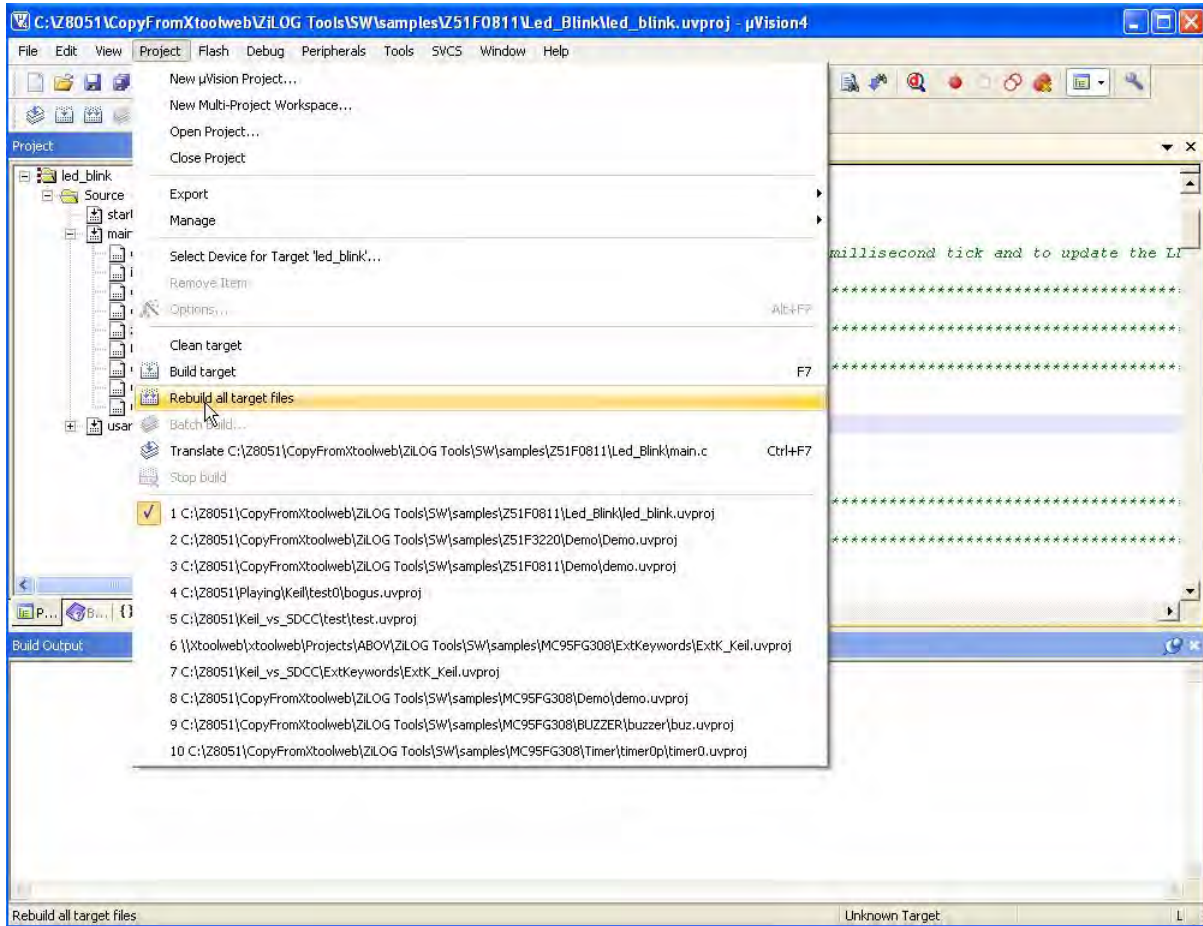 C:\Z8051\CopyFromXtoolweb\ZiLOG Tools\SW\samples\Z51F0811\Led_Blink\led_blink.uvproj - µVision4
File Edit View Project Flash Debug Peripherals Tools SVCS Window Help
New µVision Project...
New Multi-Project Workspace...
Open Project...
Close Project
Export
Manage
Select Device for Target 'led_blink'...
Remove Item
Options... Alt+F7
Clean target
Build target F7
Rebuild all target files
Batch Build...
Translate C:\Z8051\CopyFromXtoolweb\ZiLOG Tools\SW\samples\Z51F0811\Led_Blink\main.c Ctrl+F7
Stop build
1 C:\Z8051\CopyFromXtoolweb\ZiLOG Tools\SW\samples\Z51F0811\Led_Blink\led_blink.uvproj
2 C:\Z8051\CopyFromXtoolweb\ZiLOG Tools\SW\samples\Z51F3220\Demo\Demo.uvproj
3 C:\Z8051\CopyFromXtoolweb\ZiLOG Tools\SW\samples\Z51F0811\Demo\demo.uvproj
4 C:\Z8051\Playing\Keil\test0\bogus.uvproj
5 C:\Z8051\Keil_vs_SDCC\test\test.uvproj
6 \\Xtoolweb\xtoolweb\Projects\ABOV\ZiLOG Tools\SW\samples\MC95FG308\ExtKeywords\ExtK_Keil.uvproj
7 C:\Z8051\Keil_vs_SDCC\ExtKeywords\ExtK_Keil.uvproj
8 C:\Z8051\CopyFromXtoolweb\ZiLOG Tools\SW\samples\MC95FG308\Demo\demo.uvproj
9 C:\Z8051\CopyFromXtoolweb\ZiLOG Tools\SW\samples\MC95FG308\BUZZER\buzzer\buz.uvproj
10 C:\Z8051\CopyFromXtoolweb\ZiLOG Tools\SW\samples\MC95FG308\Timer\timer0p\timer0.uvproj
Project
led_blink
Source
millisecond tick and to update the
P... B... {}
Build Output
Rebuild all target files Unknown Target L